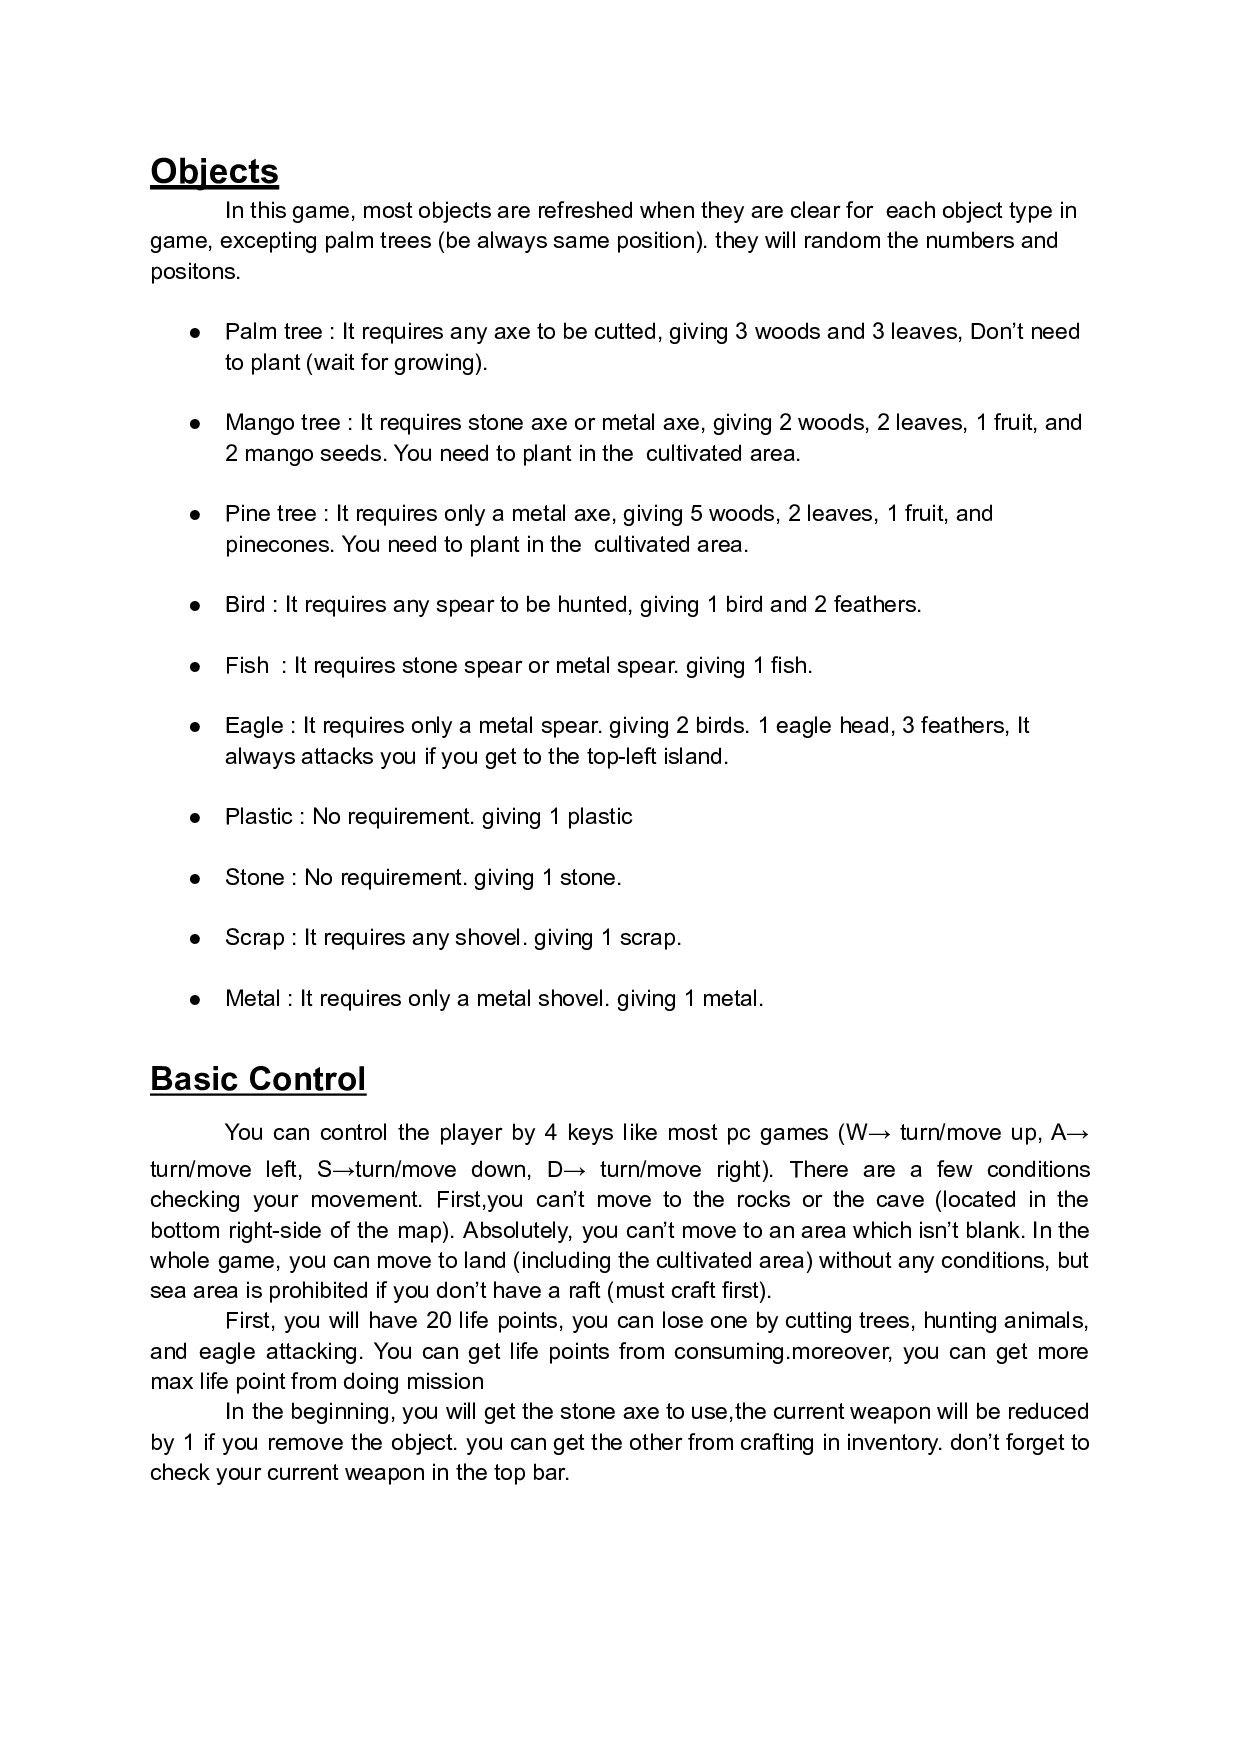 Objects
In this game, most objects are refreshed when they are clear for  each object type in
game, excepting palm trees (be always same position). they will random the numbers and
positons.
● Palm tree : It requires any axe to be cutted, giving 3 woods and 3 leaves, Don’t need
to plant (wait for growing).
● Mango tree : It requires stone axe or metal axe, giving 2 woods, 2 leaves, 1 fruit, and
2 mango seeds. You need to plant in the  cultivated area.
● Pine tree : It requires only a metal axe, giving 5 woods, 2 leaves, 1 fruit, and
pinecones. You need to plant in the  cultivated area.
● Bird : It requires any spear to be hunted, giving 1 bird and 2 feathers.
● Fish  : It requires stone spear or metal spear. giving 1 fish.
● Eagle : It requires only a metal spear. giving 2 birds. 1 eagle head, 3 feathers, It
always attacks you if you get to the top-left island.
● Plastic : No requirement. giving 1 plastic
● Stone : No requirement. giving 1 stone.
● Scrap : It requires any shovel. giving 1 scrap.
● Metal : It requires only a metal shovel. giving 1 metal.
Basic Control
You can control the player by 4 keys like most pc games (W→ turn/move up, A→
turn/move left, S→turn/move down, D→ turn/move right). There are a few conditions
checking your movement. First,you can’t move to the rocks or the cave (located in the
bottom right-side of the map). Absolutely, you can’t move to an area which isn’t blank. In the
whole game, you can move to land (including the cultivated area) without any conditions, but
sea area is prohibited if you don’t have a raft (must craft first).
First, you will have 20 life points, you can lose one by cutting trees, hunting animals,
and eagle attacking. You can get life points from consuming.moreover, you can get more
max life point from doing mission
In the beginning, you will get the stone axe to use,the current weapon will be reduced
by 1 if you remove the object. you can get the other from crafting in inventory. don’t forget to
check your current weapon in the top bar.